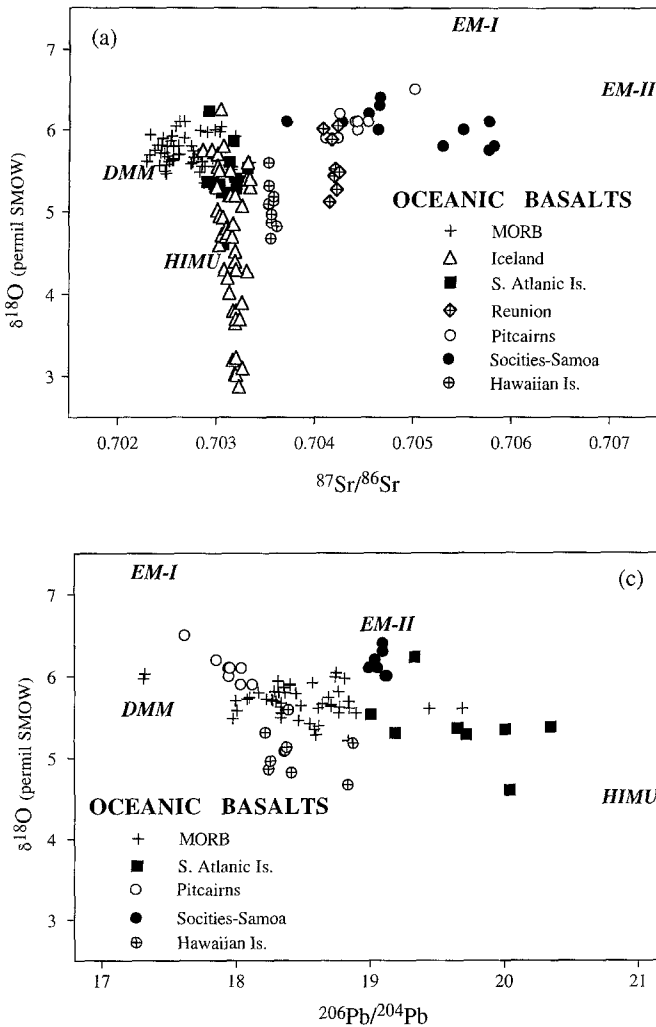 (a)
EM-I
EM-II
DMM
HIMU
OCEANIC BASALTS
MORB
Iceland
S. Atlanic Is.
Reunion
Pitcairns
Socities-Samoa
Hawaiian Is.
7
6
5
4
3
δ¹⁸O (permil SMOW)
0.702 0.703 0.704 0.705 0.706 0.707
⁸⁷Sr/⁸⁶Sr
(c)
EM-I
EM-II
DMM
HIMU
OCEANIC BASALTS
MORB
S. Atlanic Is.
Pitcairns
Socities-Samoa
Hawaiian Is.
7
6
5
4
3
δ¹⁸O (permil SMOW)
17 18 19 20 21
²⁰⁶Pb/²⁰⁴Pb